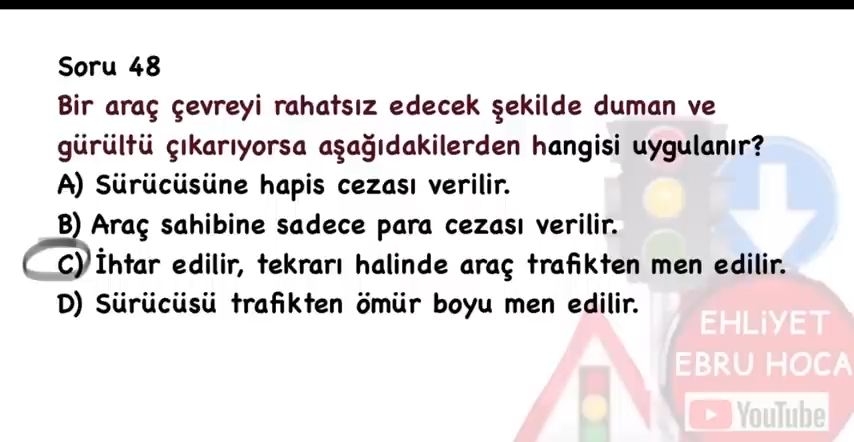 Soru 48
Bir araç çevreyi rahatsız edecek şekilde duman ve
gürültü çıkarıyorsa aşağıdakilerden hangisi uygulanır?
A) Sürücüsüne hapis cezası verilir.
B) Araç sahibine sadece para cezası verilir.
C) İhtar edilir, tekrarı halinde araç trafikten men edilir.
D) Sürücüsü trafikten ömür boyu men edilir.
EHLİYET
EBRU HOCA
YouTube